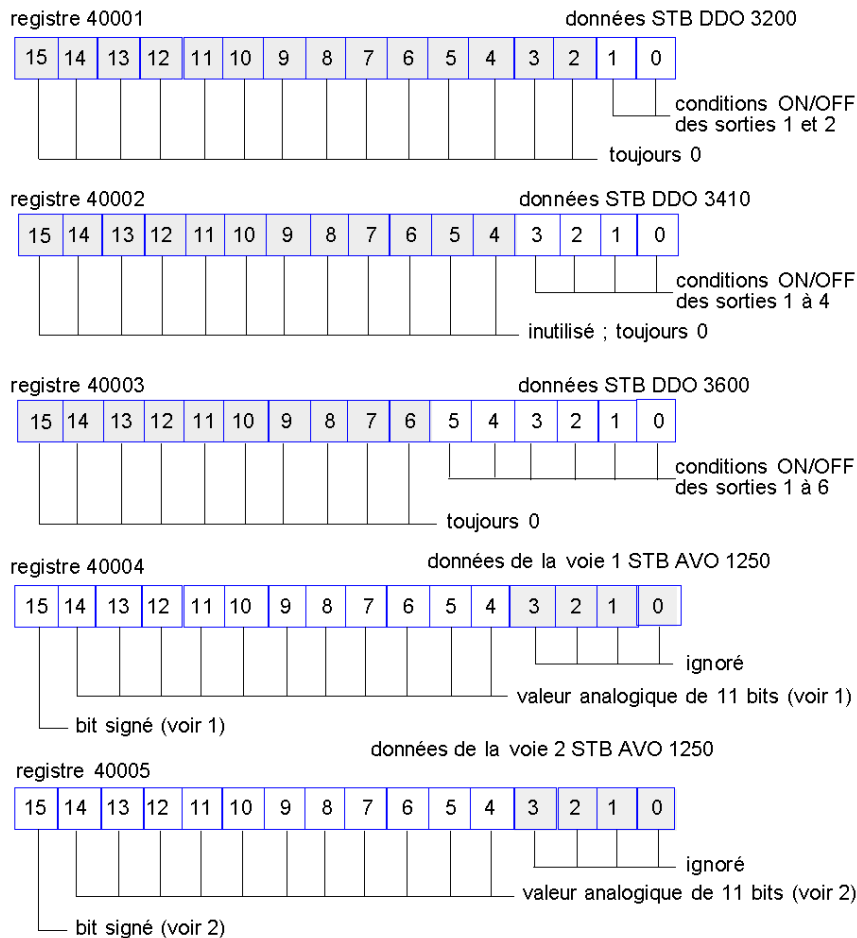 registre 40001 données STB DDO 3200
15 14 13 12 11 10 9 8 7 6 5 4 3 2 1 0
conditions ON/OFF
des sorties 1 et 2
toujours 0
registre 40002 données STB DDO 3410
15 14 13 12 11 10 9 8 7 6 5 4 3 2 1 0
conditions ON/OFF
des sorties 1 à 4
inutilisé ; toujours 0
registre 40003 données STB DDO 3600
15 14 13 12 11 10 9 8 7 6 5 4 3 2 1 0
conditions ON/OFF
des sorties 1 à 6
toujours 0
registre 40004 données de la voie 1 STB AVO 1250
15 14 13 12 11 10 9 8 7 6 5 4 3 2 1 0
ignoré
valeur analogique de 11 bits (voir 1)
bit signé (voir 1)
données de la voie 2 STB AVO 1250
registre 40005
15 14 13 12 11 10 9 8 7 6 5 4 3 2 1 0
ignoré
valeur analogique de 11 bits (voir 2)
bit signé (voir 2)